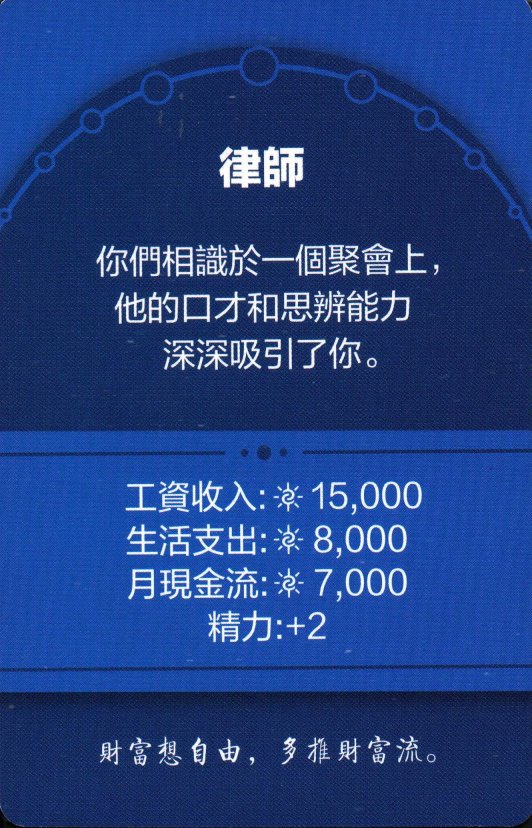 律師
你們相識於一個聚會上，
他的口才和思辨能力
深深吸引了你。
工資收入: 15,000
生活支出: 8,000
月現金流: 7,000
精力:+2
財富想自由，多推財富流。